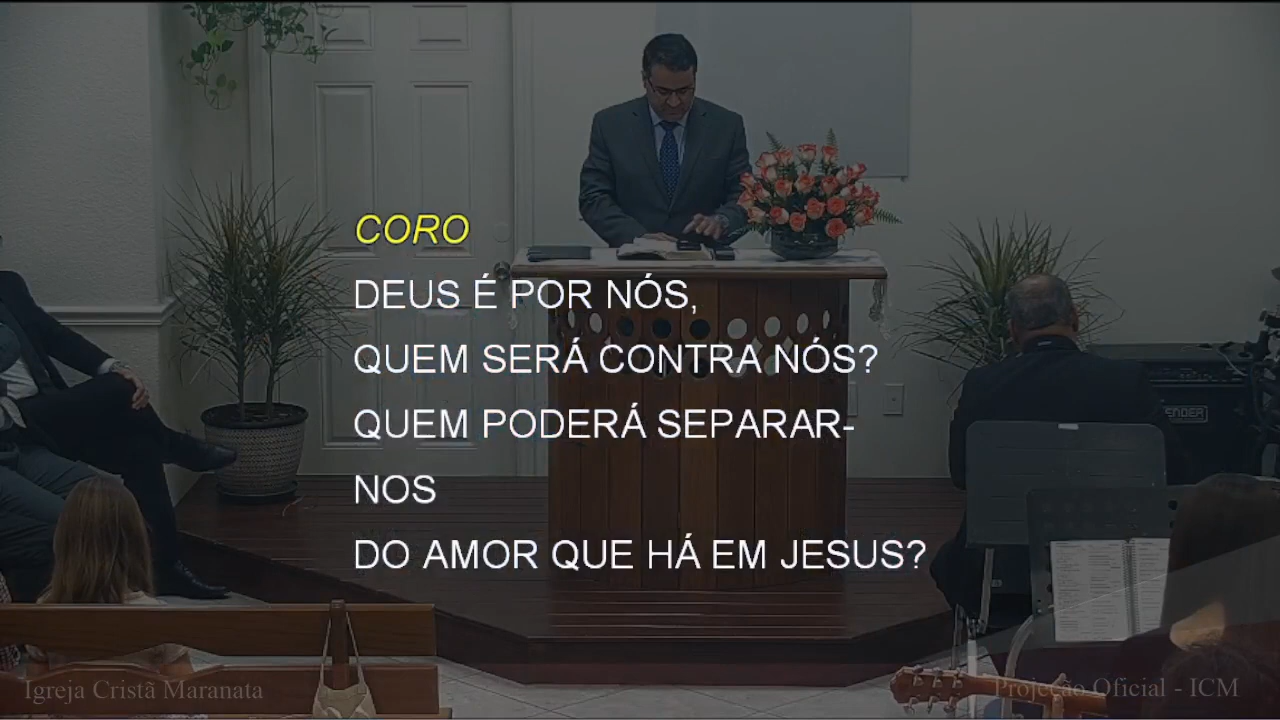 CORO
DEUS É POR NÓS,
QUEM SERÁ CONTRA NÓS?
QUEM PODERÁ SEPARAR-
NOS
DO AMOR QUE HÁ EM JESUS?
ENDER
Igreja Cristã Maranata
Projeção Oficial - ICM